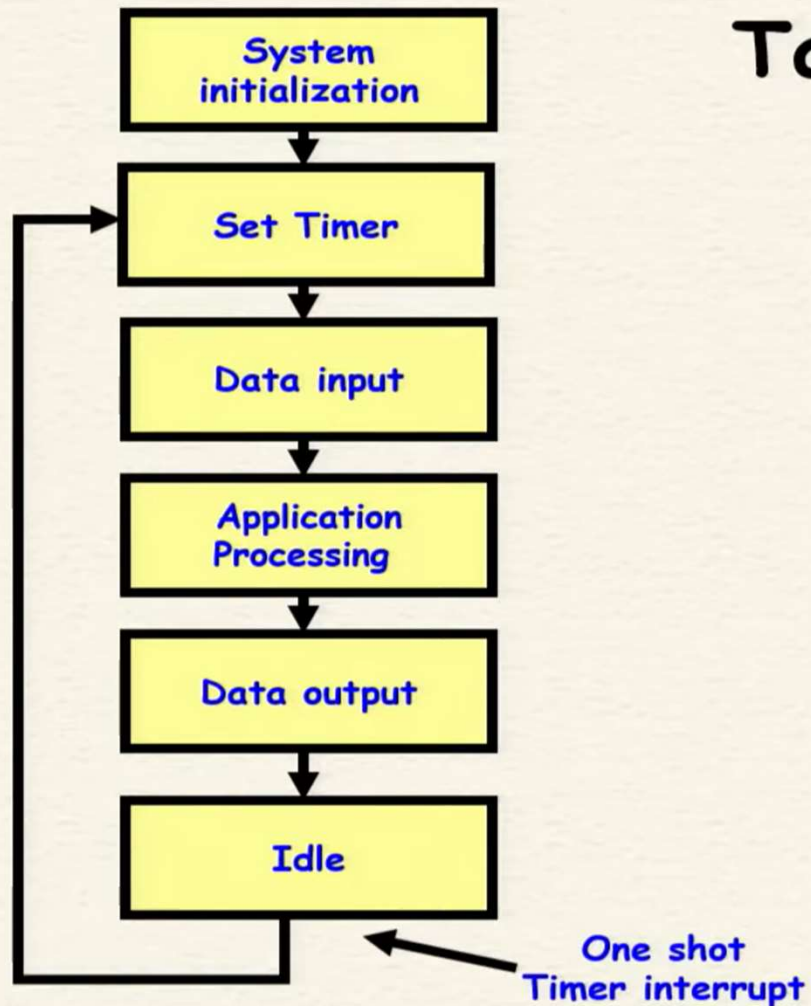 System
initialization
Set Timer
Data input
Application
Processing
Data output
Idle
One shot
Timer interrupt